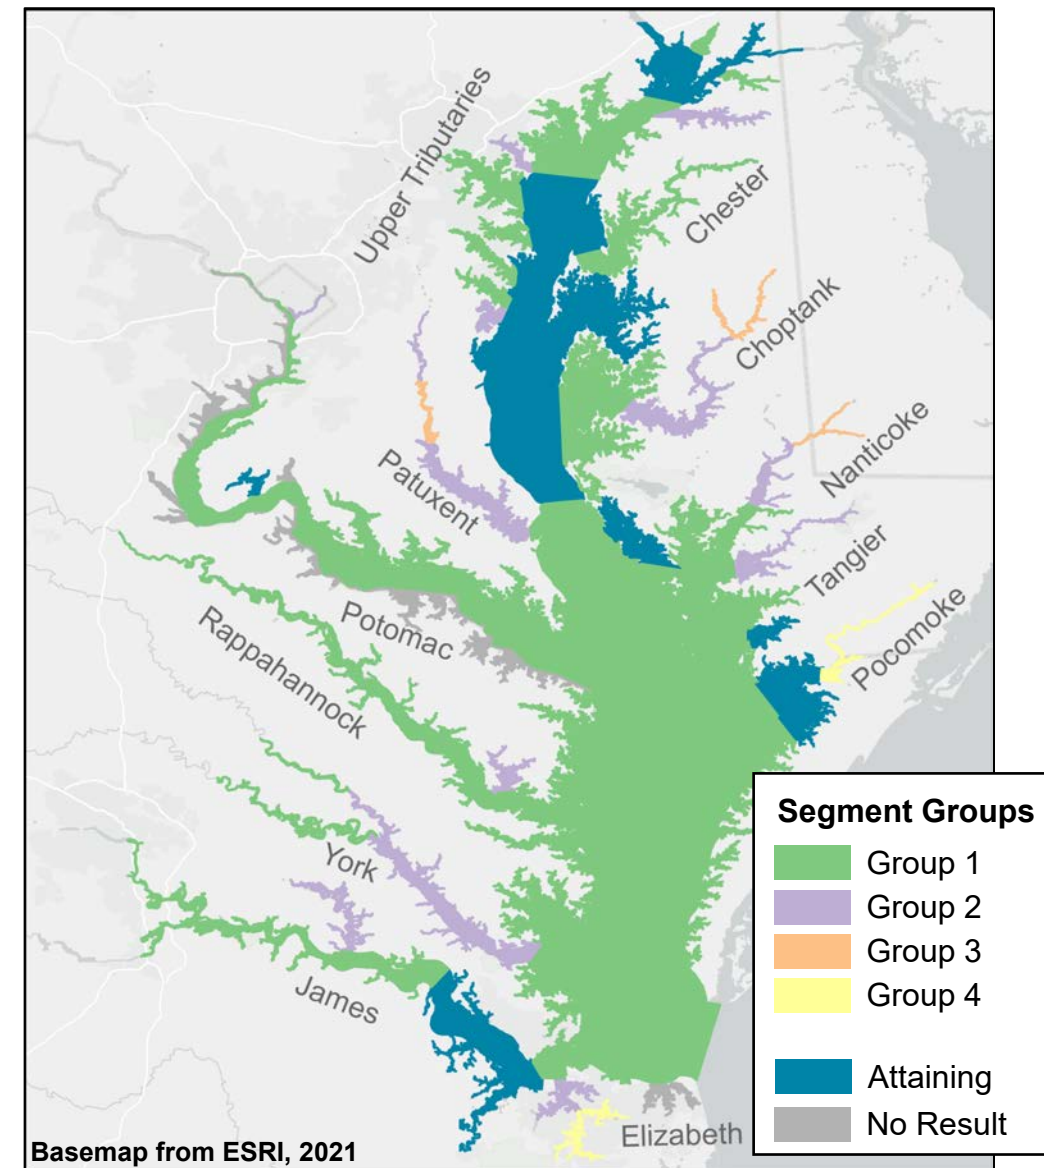 Upper Tributaries
Chester
Choptank
Nanticoke
Patuxent
Tangier
Pocomoke
Potomac
Rappahannock
York
James
Elizabeth
Segment Groups
Group 1
Group 2
Group 3
Group 4
Attaining
No Result
Basemap from ESRI, 2021